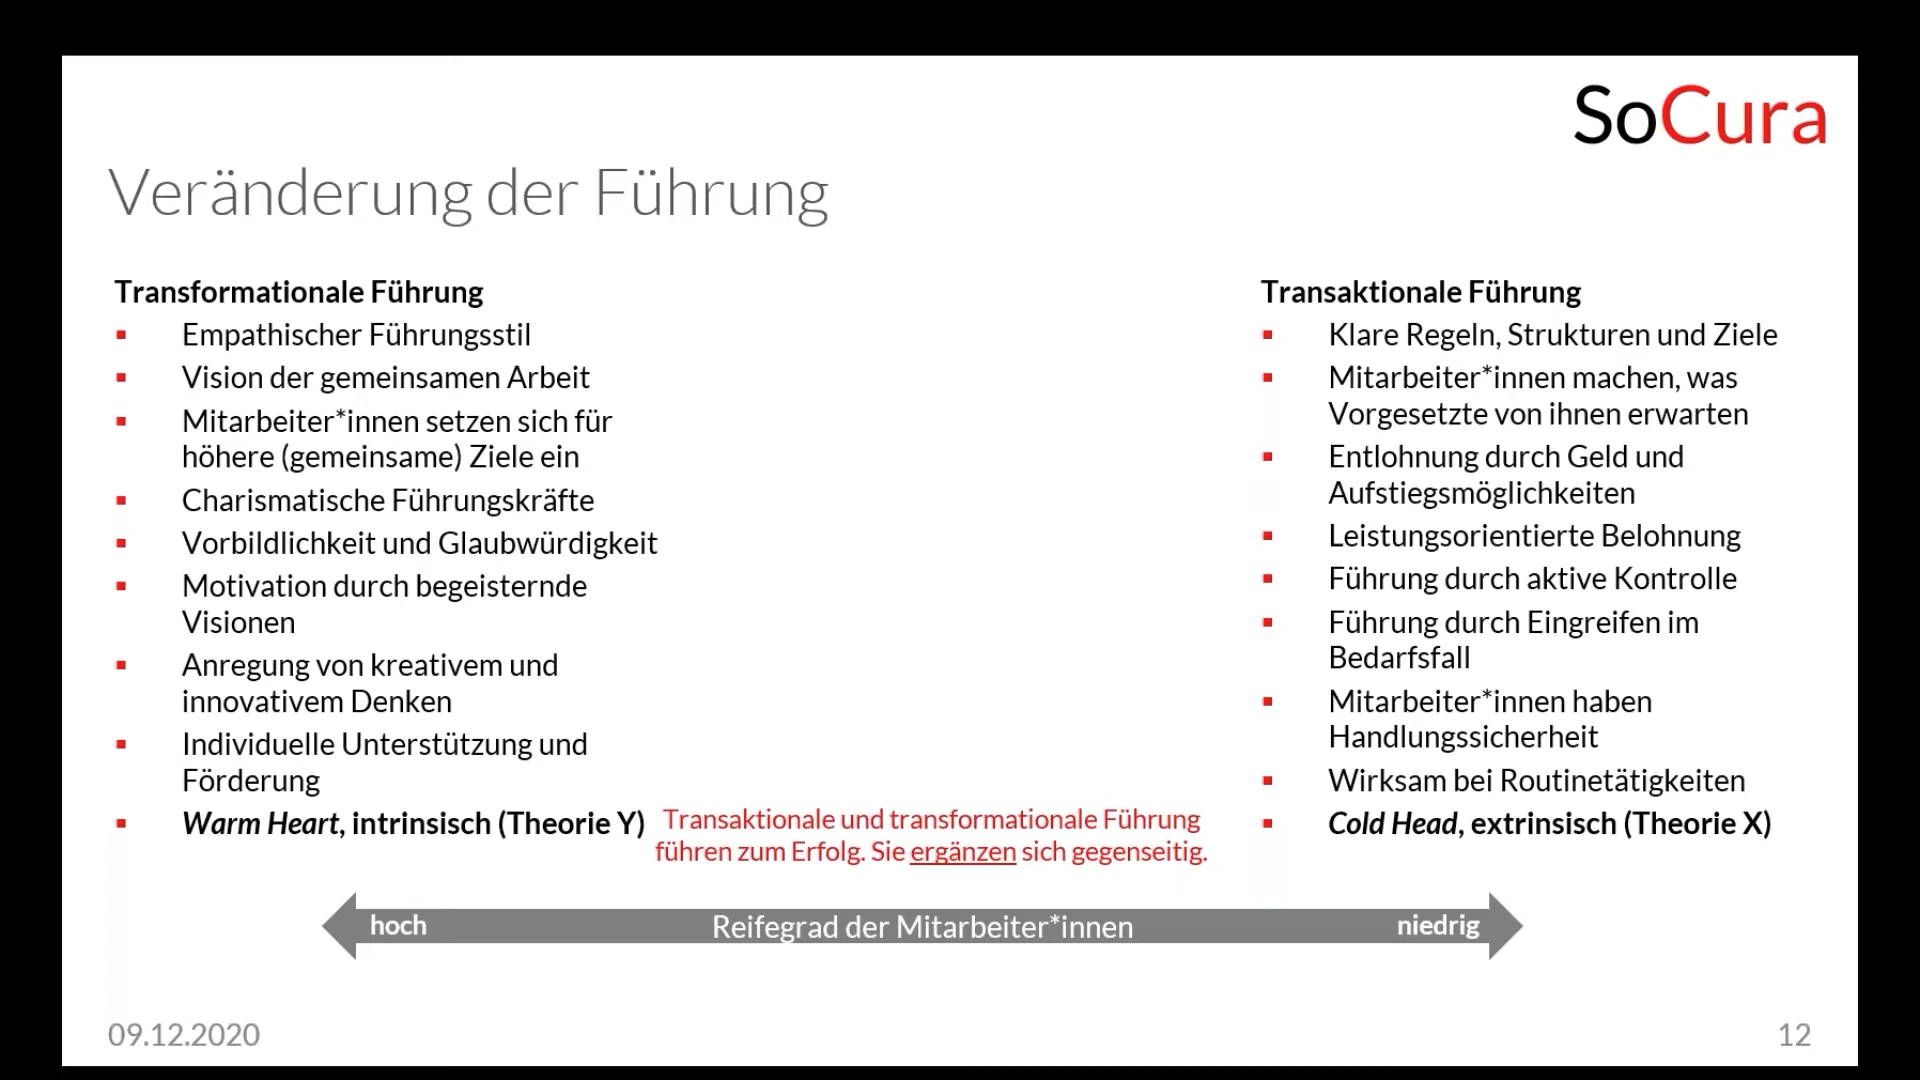 SoCura
Veränderung der Führung
Transformationale Führung
Empathischer Führungsstil
Vision der gemeinsamen Arbeit
Mitarbeiter*innen setzen sich für
höhere (gemeinsame) Ziele ein
Charismatische Führungskräfte
Vorbildlichkeit und Glaubwürdigkeit
Motivation durch begeisternde
Visionen
Anregung von kreativem und
innovativem Denken
Individuelle Unterstützung und
Förderung
Warm Heart, intrinsisch (Theorie Y)
Transaktionale und transformationale Führung
führen zum Erfolg. Sie ergänzen sich gegenseitig.
Transaktionale Führung
Klare Regeln, Strukturen und Ziele
Mitarbeiter*innen machen, was
Vorgesetzte von ihnen erwarten
Entlohnung durch Geld und
Aufstiegsmöglichkeiten
Leistungsorientierte Belohnung
Führung durch aktive Kontrolle
Führung durch Eingreifen im
Bedarfsfall
Mitarbeiter*innen haben
Handlungssicherheit
Wirksam bei Routinetätigkeiten
Cold Head, extrinsisch (Theorie X)
hoch Reifegrad der Mitarbeiter*innen niedrig
09.12.2020 12